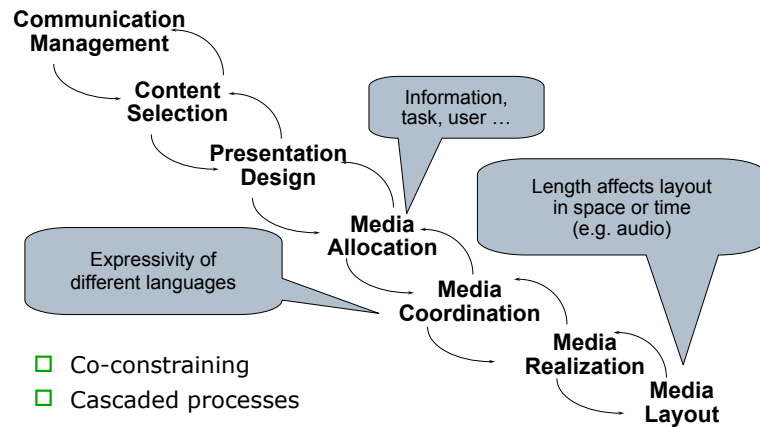 Communication
Management
Content
Selection
Information,
task, user …
Presentation
Design
Length affects layout
in space or time
(e.g. audio)
Media
Allocation
Expressivity of
different languages
Media
Coordination
Media
Realization
Co-constraining
Cascaded processes
Media
Layout